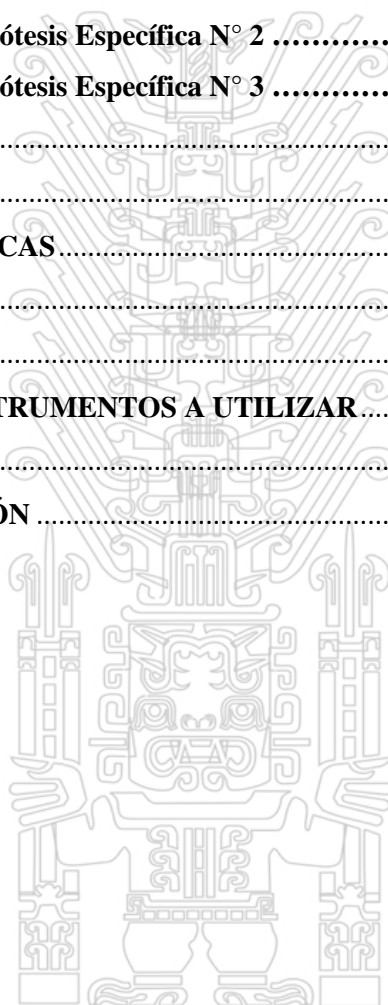 ótesis Específica N° 2 ............
ótesis Específica N° 3 ............
................................................................
................................................................
CAS ......................................................
................................................................
................................................................
TRUMENTOS A UTILIZAR ....
................................................................
ÓN ..........................................................